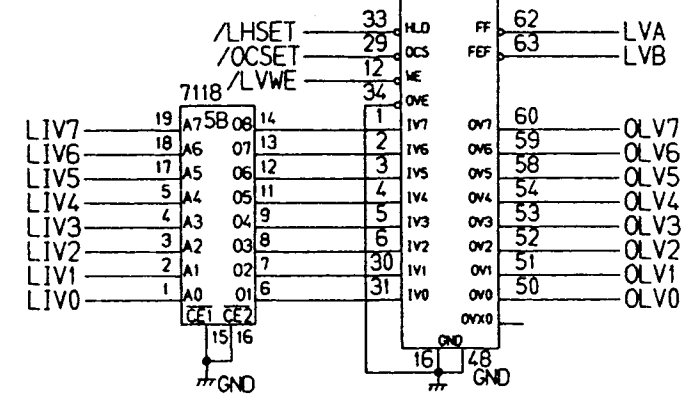 /LHSET 33 HLD FF 62 LVA
/OCSET 29 OCS FEF 63 LVB
/LVWE 12 WE
7118 34 OVE
LIV7 19 A7 5B O8 14 1 IV7 OV7 60 OLV7
LIV6 18 A6 O7 13 2 IV6 OV6 59 OLV6
LIV5 17 A5 O6 12 3 IV5 OV5 58 OLV5
LIV4 5 A4 O5 11 4 IV4 OV4 54 OLV4
LIV3 4 A3 O4 9 5 IV3 OV3 53 OLV3
LIV2 3 A2 O3 8 6 IV2 OV2 52 OLV2
LIV1 2 A1 O2 7 30 IV1 OV1 51 OLV1
LIV0 1 A0 O1 6 31 IV0 OV0 50 OLV0
CE1 CE2 OVX0
15 16 GND
16 48
GND GND